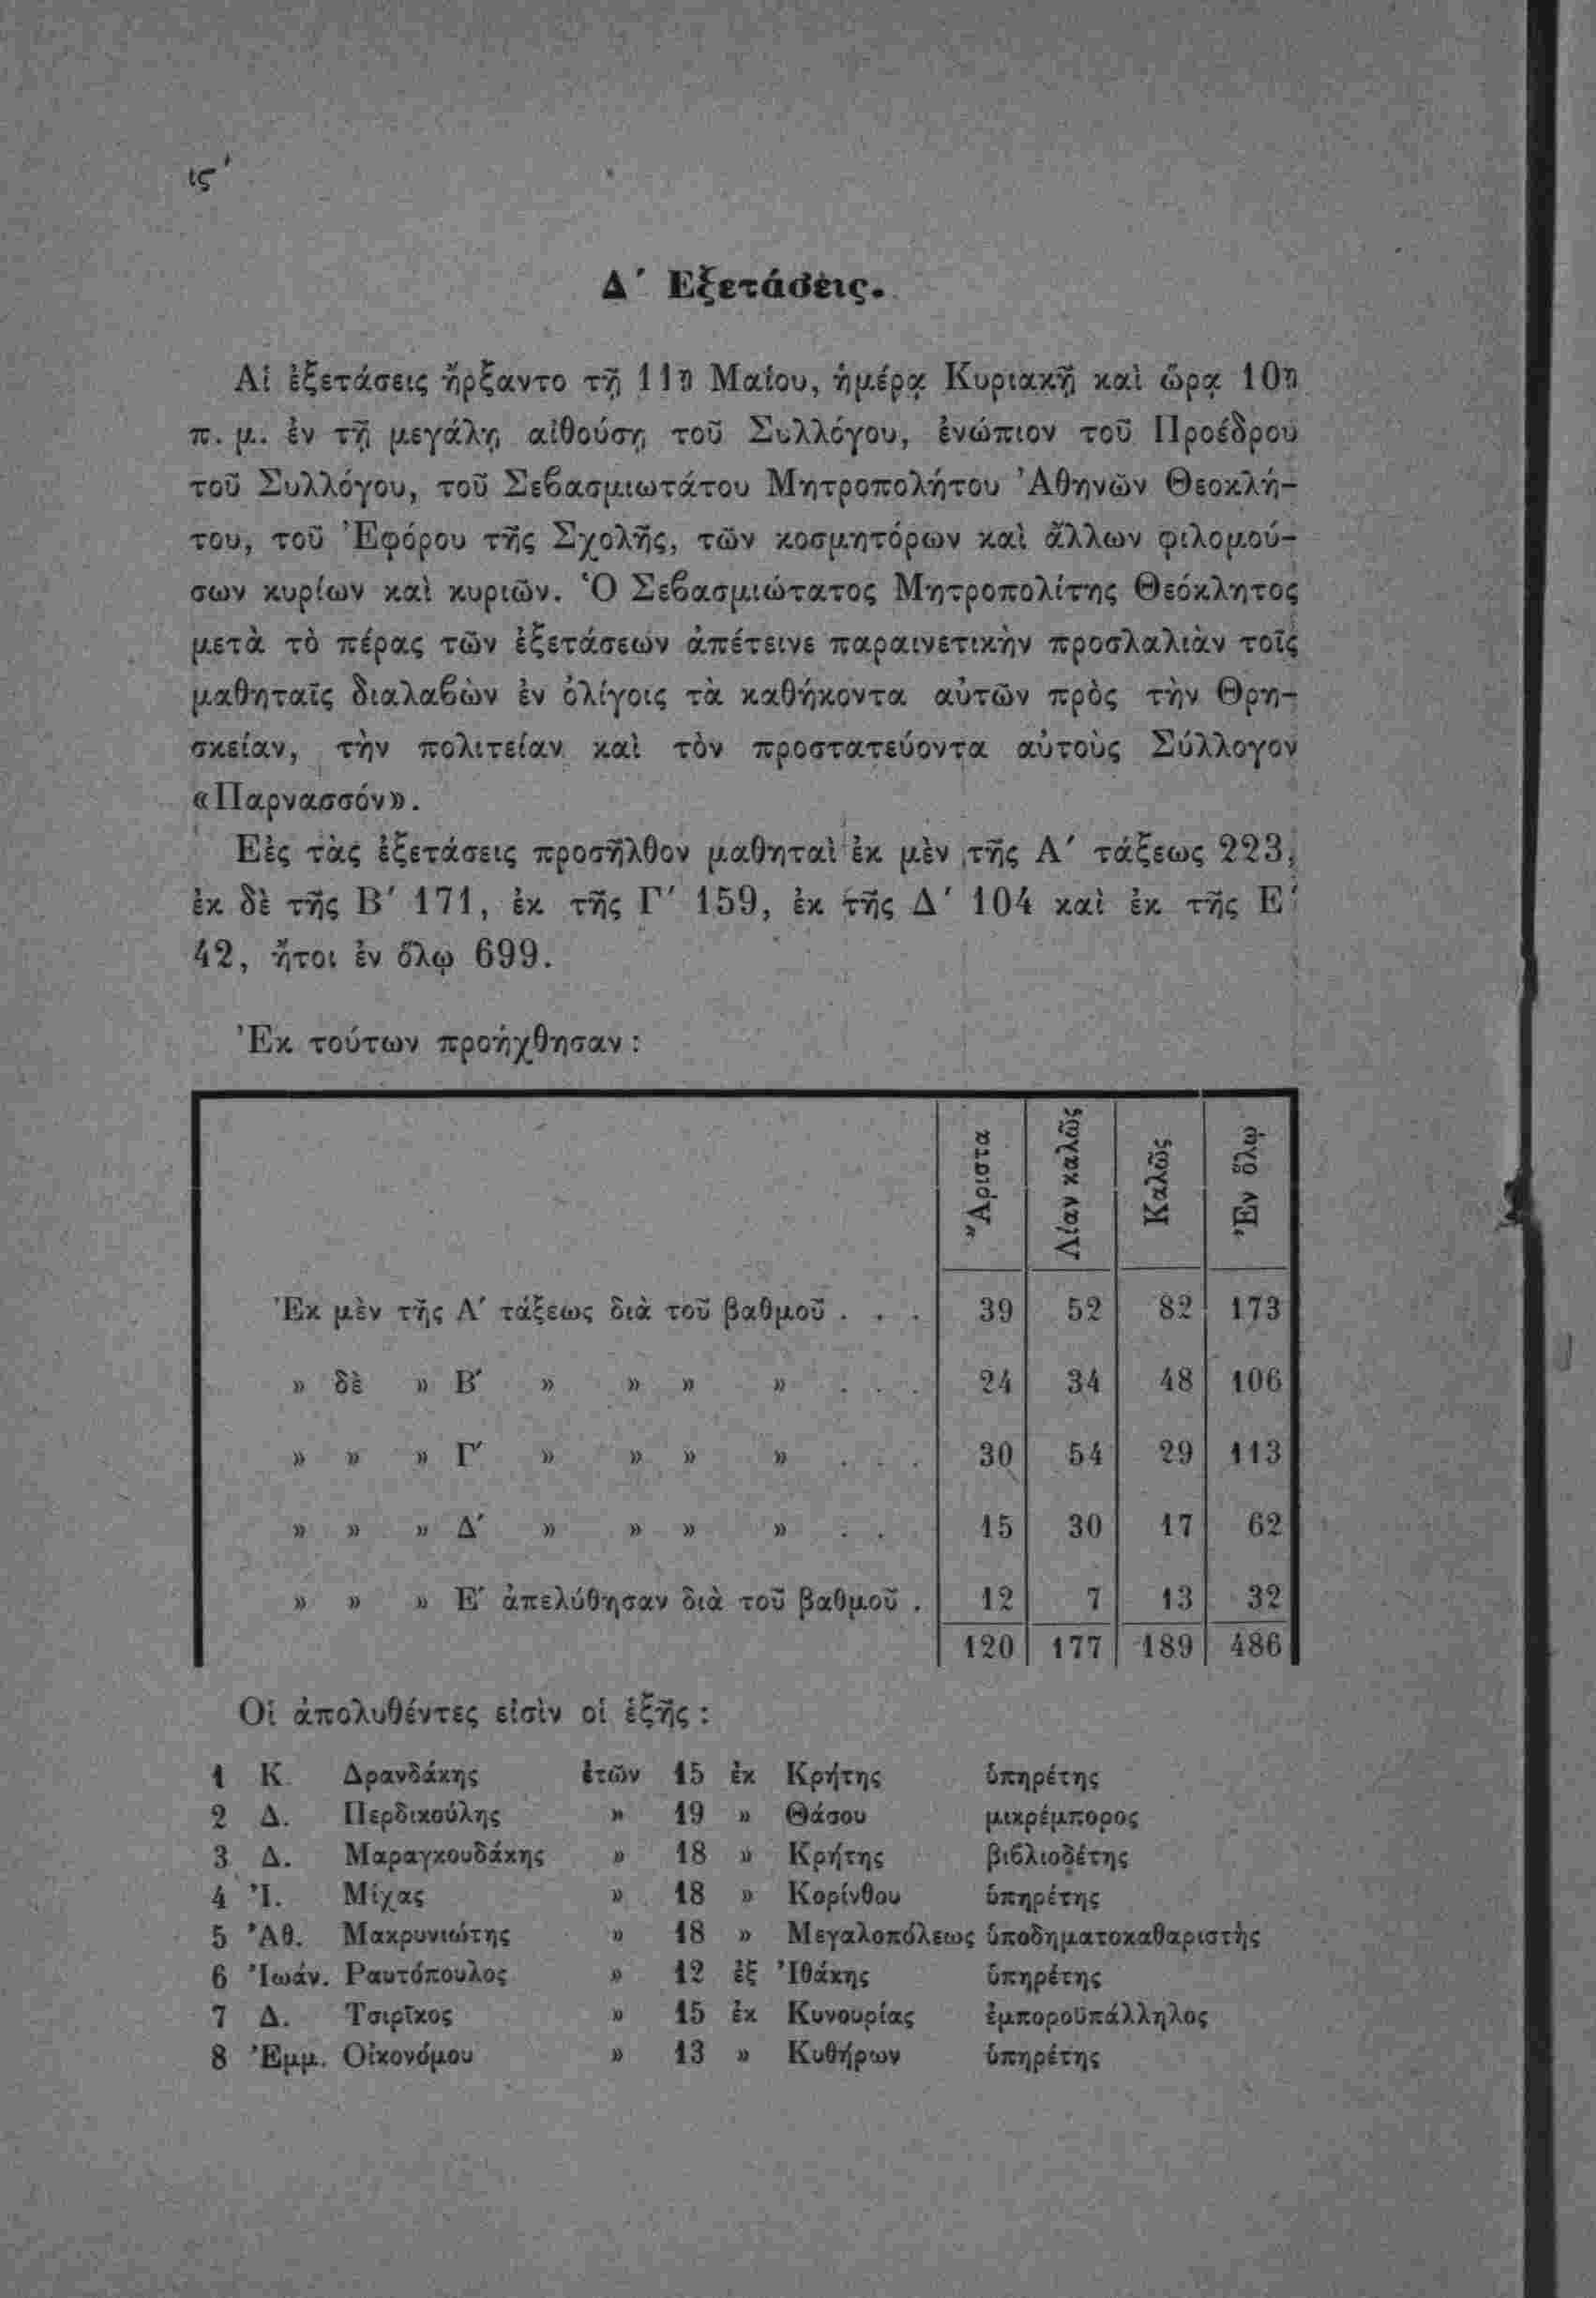 ις′
Δ′ Εξετάσεις.
Αἱ ἐξετάσεις ἤρξαντο τῇ 11ῃ Μαΐου, ἡμέρᾳ Κυριακῇ καὶ ὥρᾳ 10ῃ
π. μ. ἐν τῇ μεγάλῃ αἰθούσῃ τοῦ Συλλόγου, ἐνώπιον τοῦ Προέδρου
τοῦ Συλλόγου, τοῦ Σεβασμιωτάτου Μητροπολήτου Ἀθηνῶν Θεοκλή-
του, τοῦ Ἐφόρου τῆς Σχολῆς, τῶν κοσμητόρων καὶ ἄλλων φιλομού-
σων κυρίων καὶ κυριῶν. Ὁ Σεβασμιώτατος Μητροπολίτης Θεόκλητος
μετὰ τὸ πέρας τῶν ἐξετάσεων ἀπέτεινε παραινετικὴν προσλαλιὰν τοῖς
μαθηταῖς διαλαβὼν ἐν ὀλίγοις τὰ καθήκοντα αὐτῶν πρὸς τὴν Θρη-
σκείαν, τὴν πολιτείαν καὶ τὸν προστατεύοντα αὐτοὺς Σύλλογον
«Παρνασσόν».
Εἰς τὰς ἐξετάσεις προσῆλθον μαθηταὶ ἐκ μὲν τῆς Α′ τάξεως 223,
ἐκ δὲ τῆς Β′ 171, ἐκ τῆς Γ′ 159, ἐκ τῆς Δ′ 104 καὶ ἐκ τῆς Ε′
42, ἤτοι ἐν ὅλῳ 699.
Ἐκ τούτων προήχθησαν :
Ἄριστα Λίαν καλῶς Καλῶς Ἐν ὅλῳ
Ἐκ μὲν τῆς Α′ τάξεως διὰ τοῦ βαθμοῦ . . . 39 52 82 173
» δὲ » Β′ » » » » . . . 24 34 48 106
» » » Γ′ » » » » . . . 30 54 29 113
» » » Δ′ » » » » . . 15 30 17 62
» » » Ε′ ἀπελύθησαν διὰ τοῦ βαθμοῦ . 12 7 13 32
120 177 189 486
Οἱ ἀπολυθέντες εἰσὶν οἱ ἑξῆς :
1 Κ Δρανδάκης ἐτῶν 15 ἐκ Κρήτης ὑπηρέτης
2 Δ. Περδικούλης » 19 » Θάσου μικρέμπορος
3 Δ. Μαραγκουδάκης » 18 » Κρήτης βιβλιοδέτης
4 Ἰ. Μίχας » 18 » Κορίνθου ὑπηρέτης
5 Ἀθ. Μακρυνιώτης » 18 » Μεγαλοπόλεως ὑποδηματοκαθαριστὴς
6 Ἰωάν. Ραυτόπουλος » 12 ἐξ Ἰθάκης ὑπηρέτης
7 Δ. Τσιρῖκος » 15 ἐκ Κυνουρίας ἐμποροϋπάλληλος
8 Ἐμμ. Οἰκονόμου » 13 » Κυθήρων ὑπηρέτης